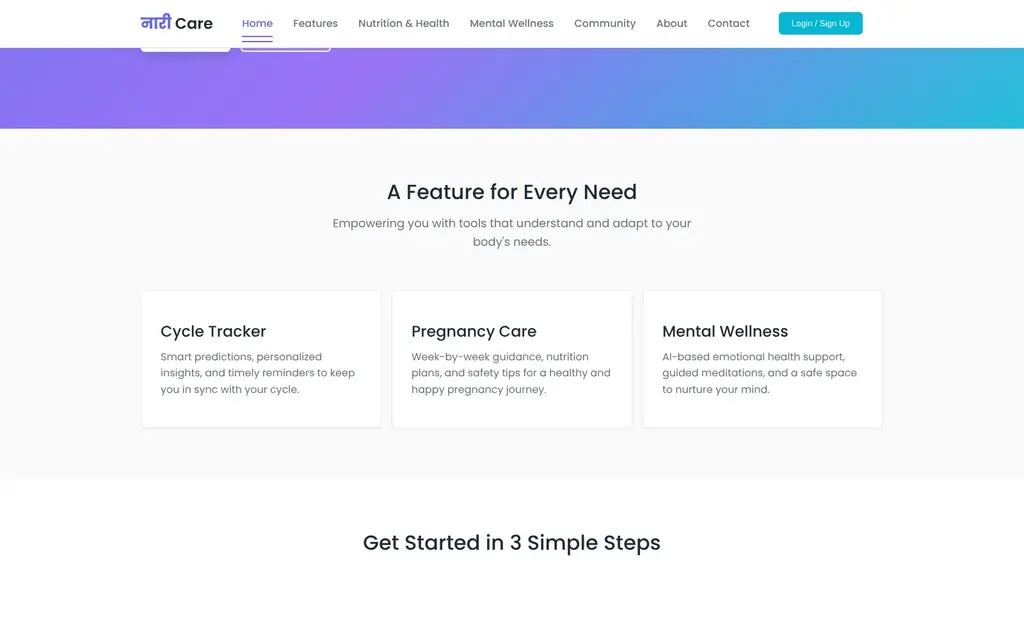 नारी Care
Home
Features
Nutrition & Health
Mental Wellness
Community
About
Contact
Login / Sign Up
A Feature for Every Need
Empowering you with tools that understand and adapt to your
body's needs.
Cycle Tracker
Smart predictions, personalized
insights, and timely reminders to keep
you in sync with your cycle.
Pregnancy Care
Week-by-week guidance, nutrition
plans, and safety tips for a healthy and
happy pregnancy journey.
Mental Wellness
AI-based emotional health support,
guided meditations, and a safe space
to nurture your mind.
Get Started in 3 Simple Steps